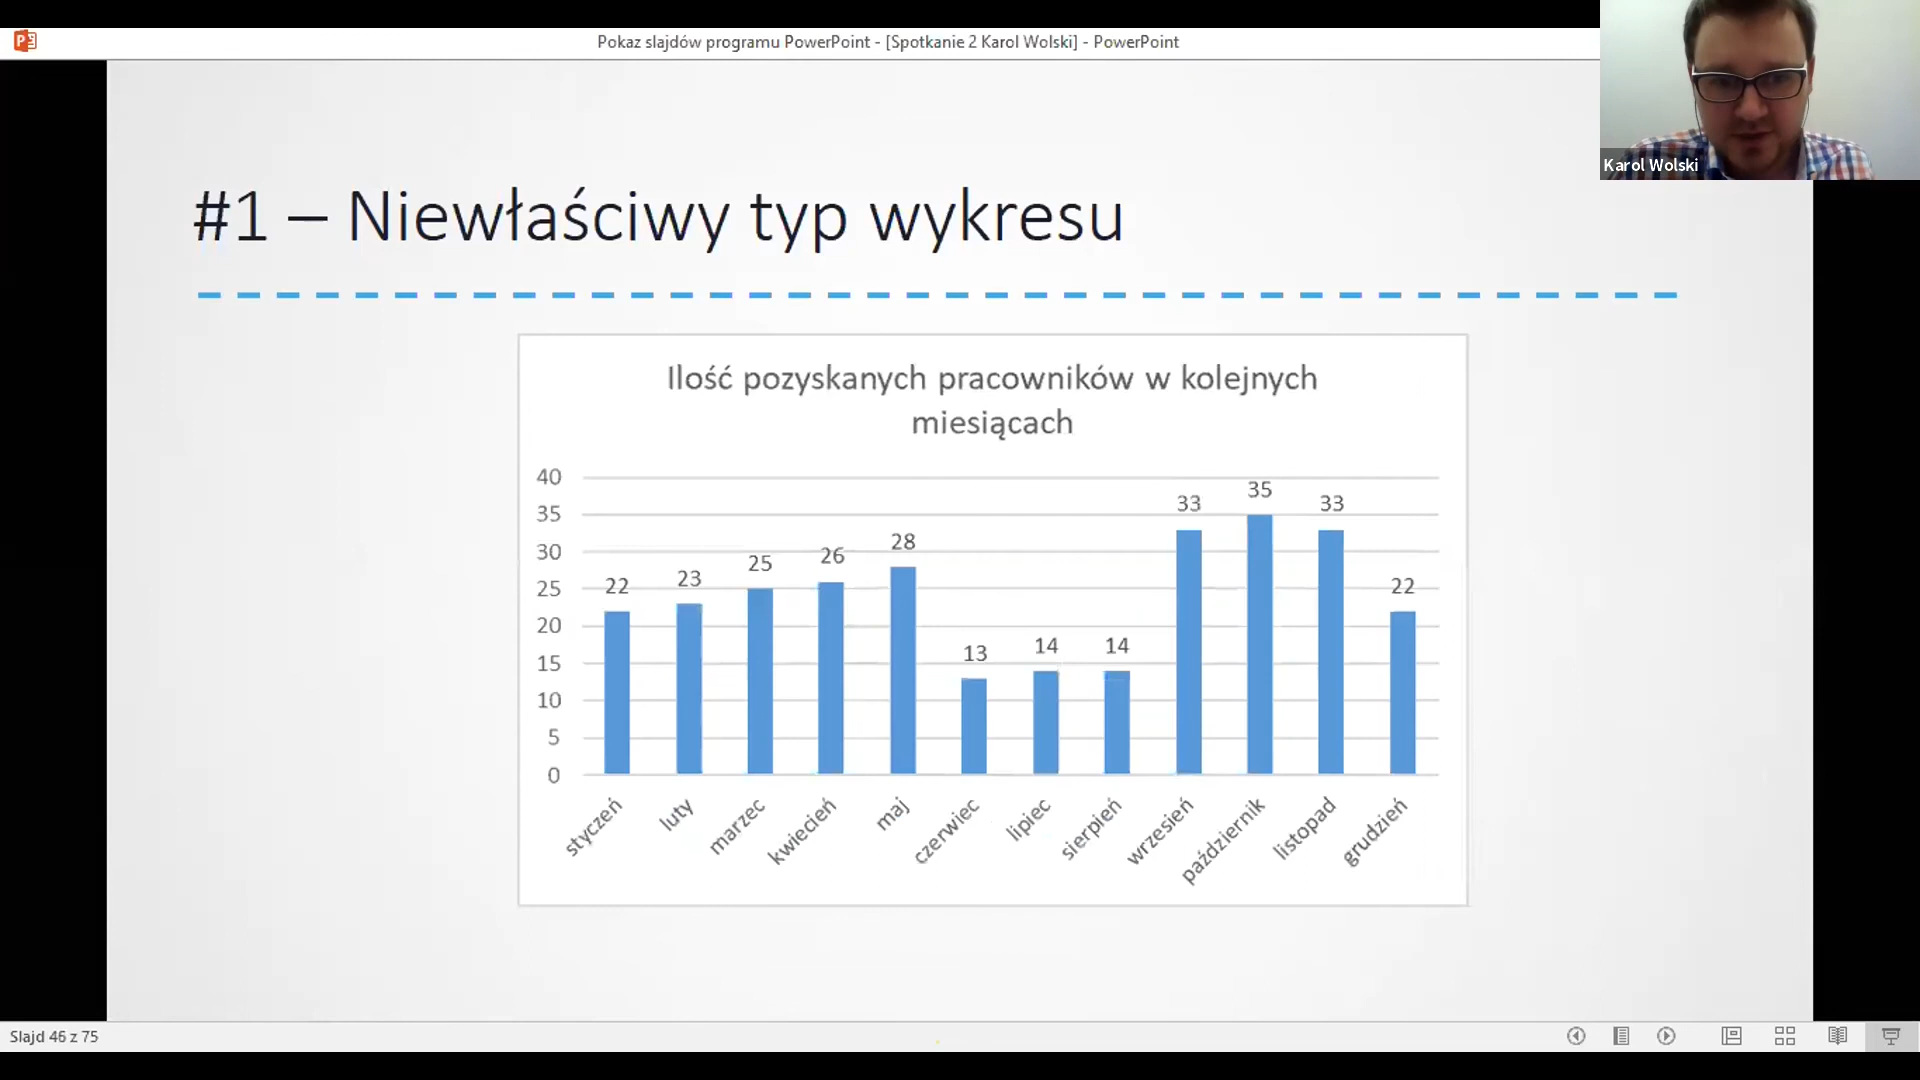 Pokaz slajdów programu PowerPoint - [Spotkanie 2 Karol Wolski] - PowerPoint
Karol Wolski
#1 – Niewłaściwy typ wykresu
Ilość pozyskanych pracowników w kolejnych
miesiącach
40
35
30
25
20
15
10
5
0
22
23
25
26
28
13
14
14
33
35
33
22
styczeń
luty
marzec
kwiecień
maj
czerwiec
lipiec
sierpień
wrzesień
październik
listopad
grudzień
Slajd 46 z 75